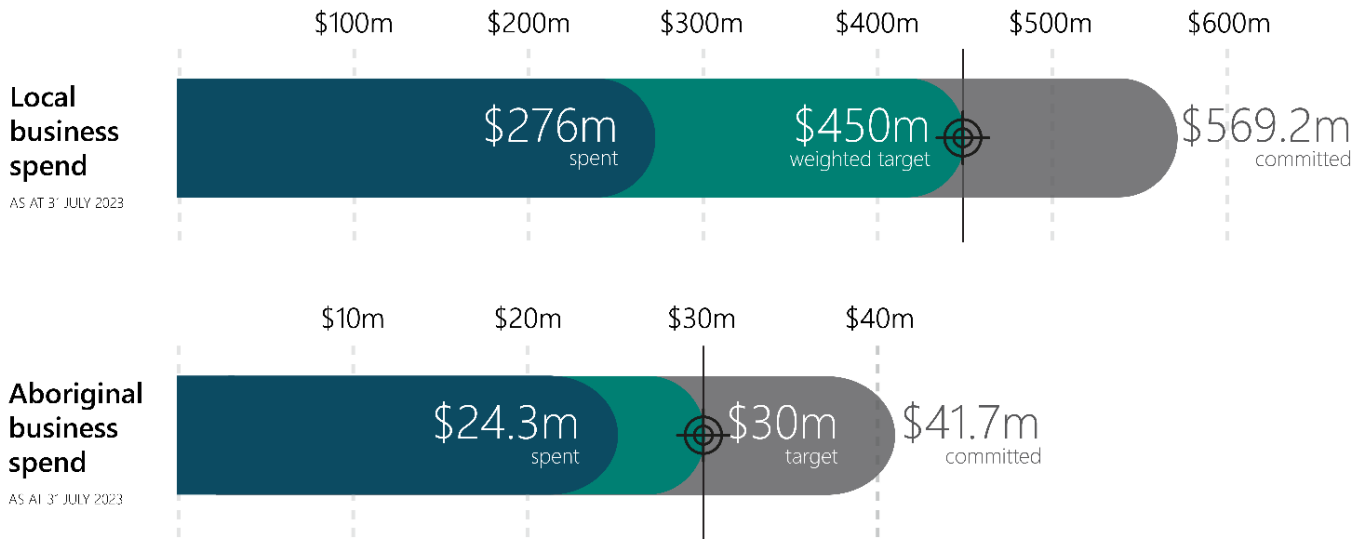 $100m $200m $300m $400m $500m $600m
Local
business
spend
AS AT 31 JULY 2023
$276m
spent
$450m
weighted target
$569.2m
committed
$10m $20m $30m $40m
Aboriginal
business
spend
AS AT 31 JULY 2023
$24.3m
spent
$30m
target
$41.7m
committed